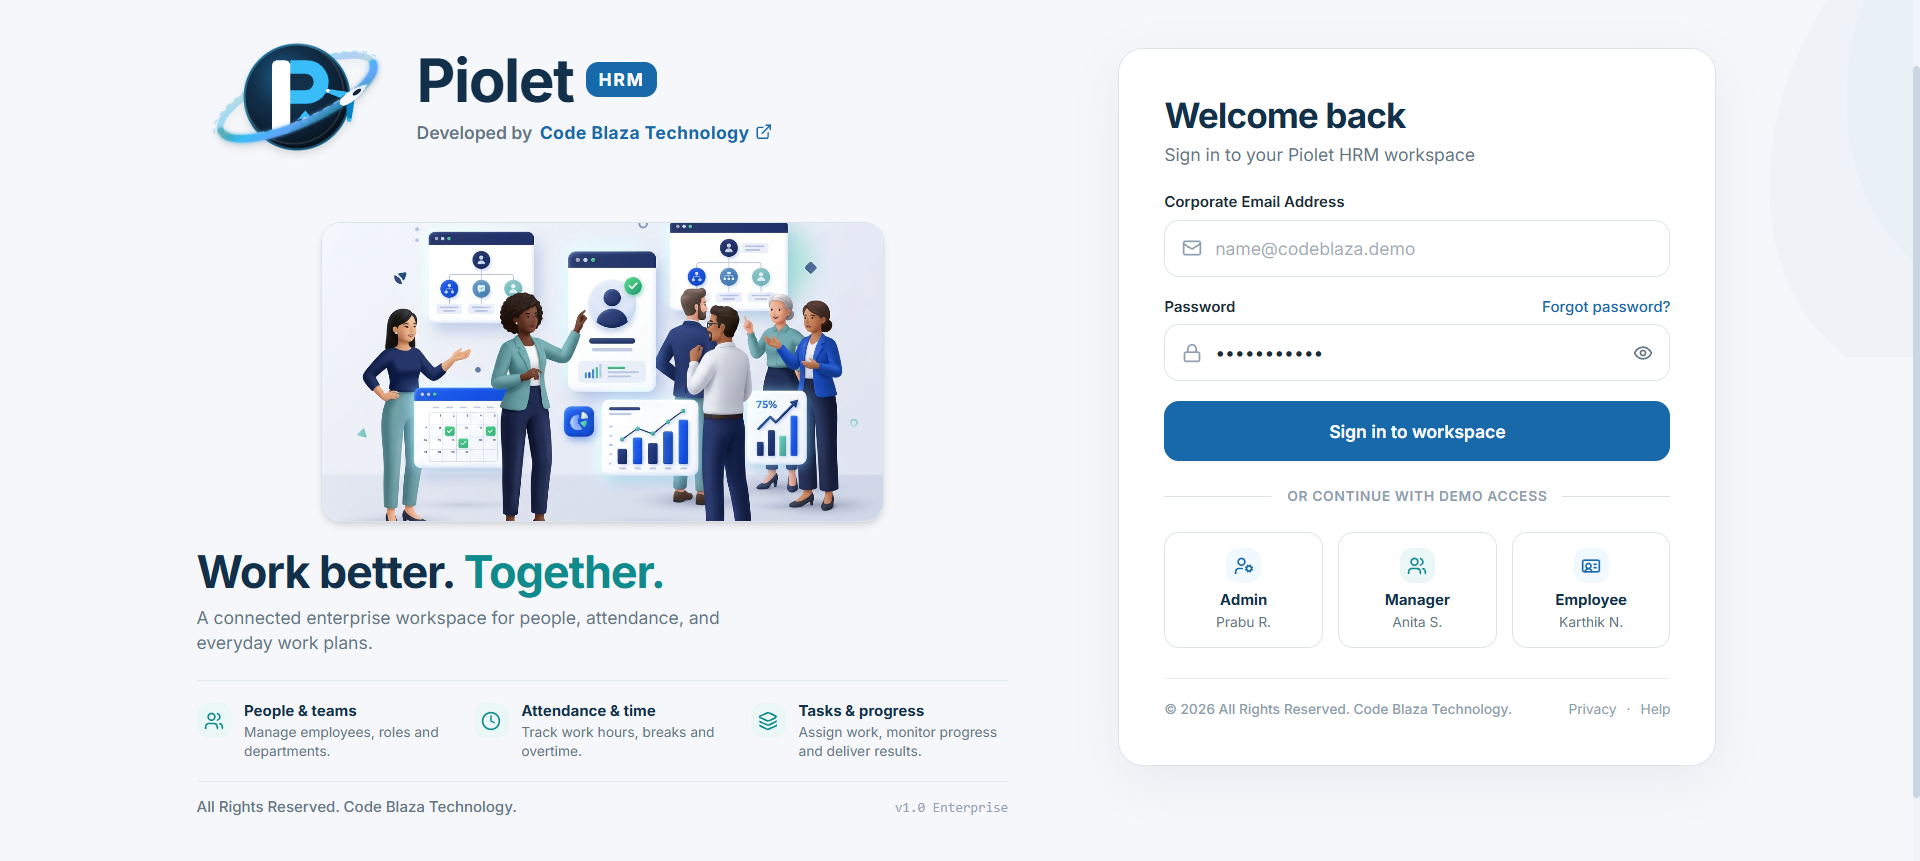 Piolet HRM
Developed by Code Blaza Technology
75%
Work better. Together.
A connected enterprise workspace for people, attendance, and
everyday work plans.
People & teams
Manage employees, roles and
departments.
Attendance & time
Track work hours, breaks and
overtime.
Tasks & progress
Assign work, monitor progress
and deliver results.
All Rights Reserved. Code Blaza Technology.
v1.0 Enterprise
Welcome back
Sign in to your Piolet HRM workspace
Corporate Email Address
name@codeblaza.demo
Password
Forgot password?
Sign in to workspace
OR CONTINUE WITH DEMO ACCESS
Admin
Prabu R.
Manager
Anita S.
Employee
Karthik N.
© 2026 All Rights Reserved. Code Blaza Technology.
Privacy · Help